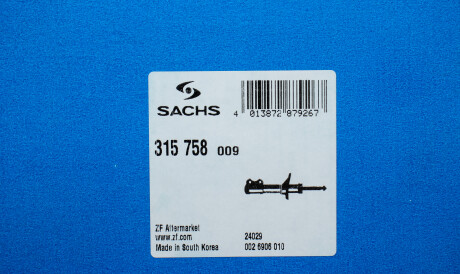 SACHS
4 013872 879267
315 758 009
ZF Aftermarket
www.zf.com
Made in South Korea
24029
002 6906 010